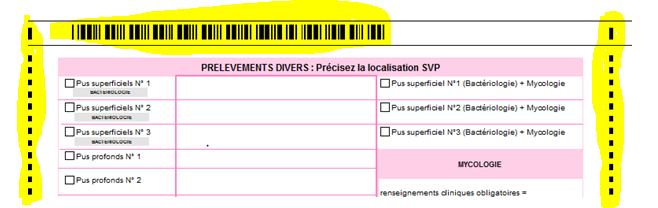 PRELEVEMENTS DIVERS : Précisez la localisation SVP
Pus superficiels N° 1
BACTERIOLOGIE
Pus superficiel N°1 (Bactériologie) + Mycologie
Pus superficiels N° 2
BACTERIOLOGIE
Pus superficiel N°2 (Bactériologie) + Mycologie
Pus superficiels N° 3
BACTERIOLOGIE
Pus superficiel N°3 (Bactériologie) + Mycologie
Pus profonds N° 1
MYCOLOGIE
Pus profonds N° 2
renseignements cliniques obligatoires =